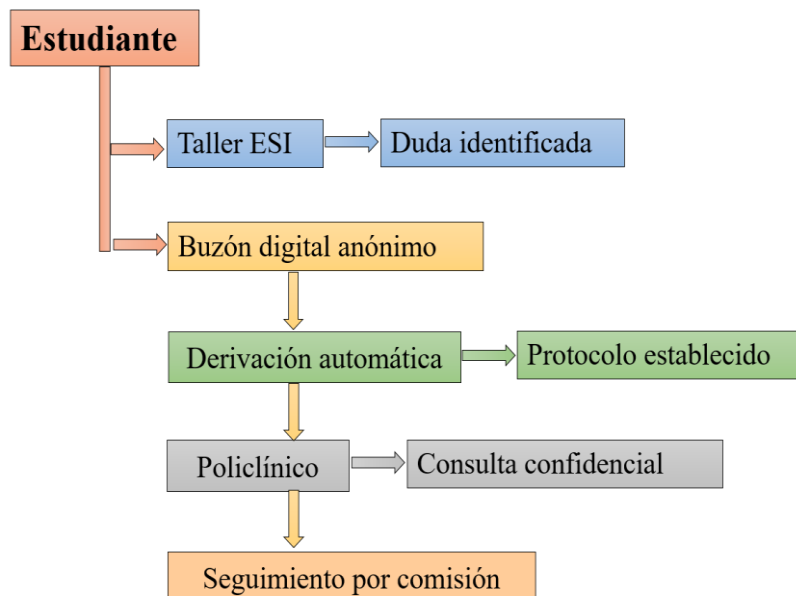 Estudiante
Taller ESI
Duda identificada
Buzón digital anónimo
Derivación automática
Protocolo establecido
Policlínico
Consulta confidencial
Seguimiento por comisión